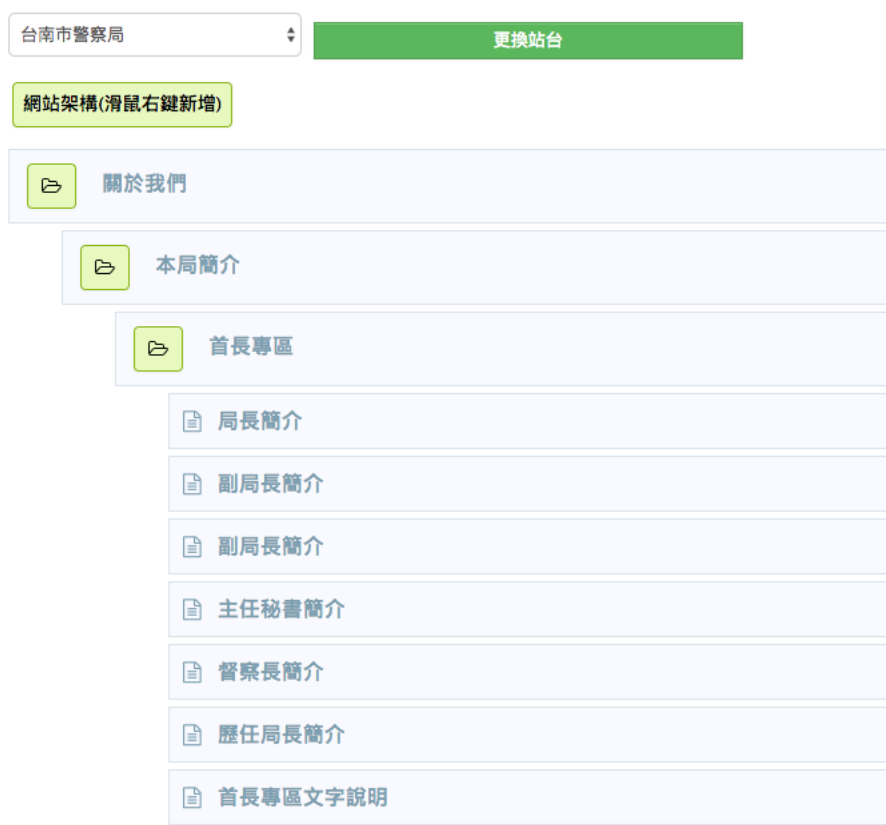 台南市警察局
更換站台
網站架構(滑鼠右鍵新增)
關於我們
本局簡介
首長專區
局長簡介
副局長簡介
副局長簡介
主任秘書簡介
督察長簡介
歷任局長簡介
首長專區文字說明